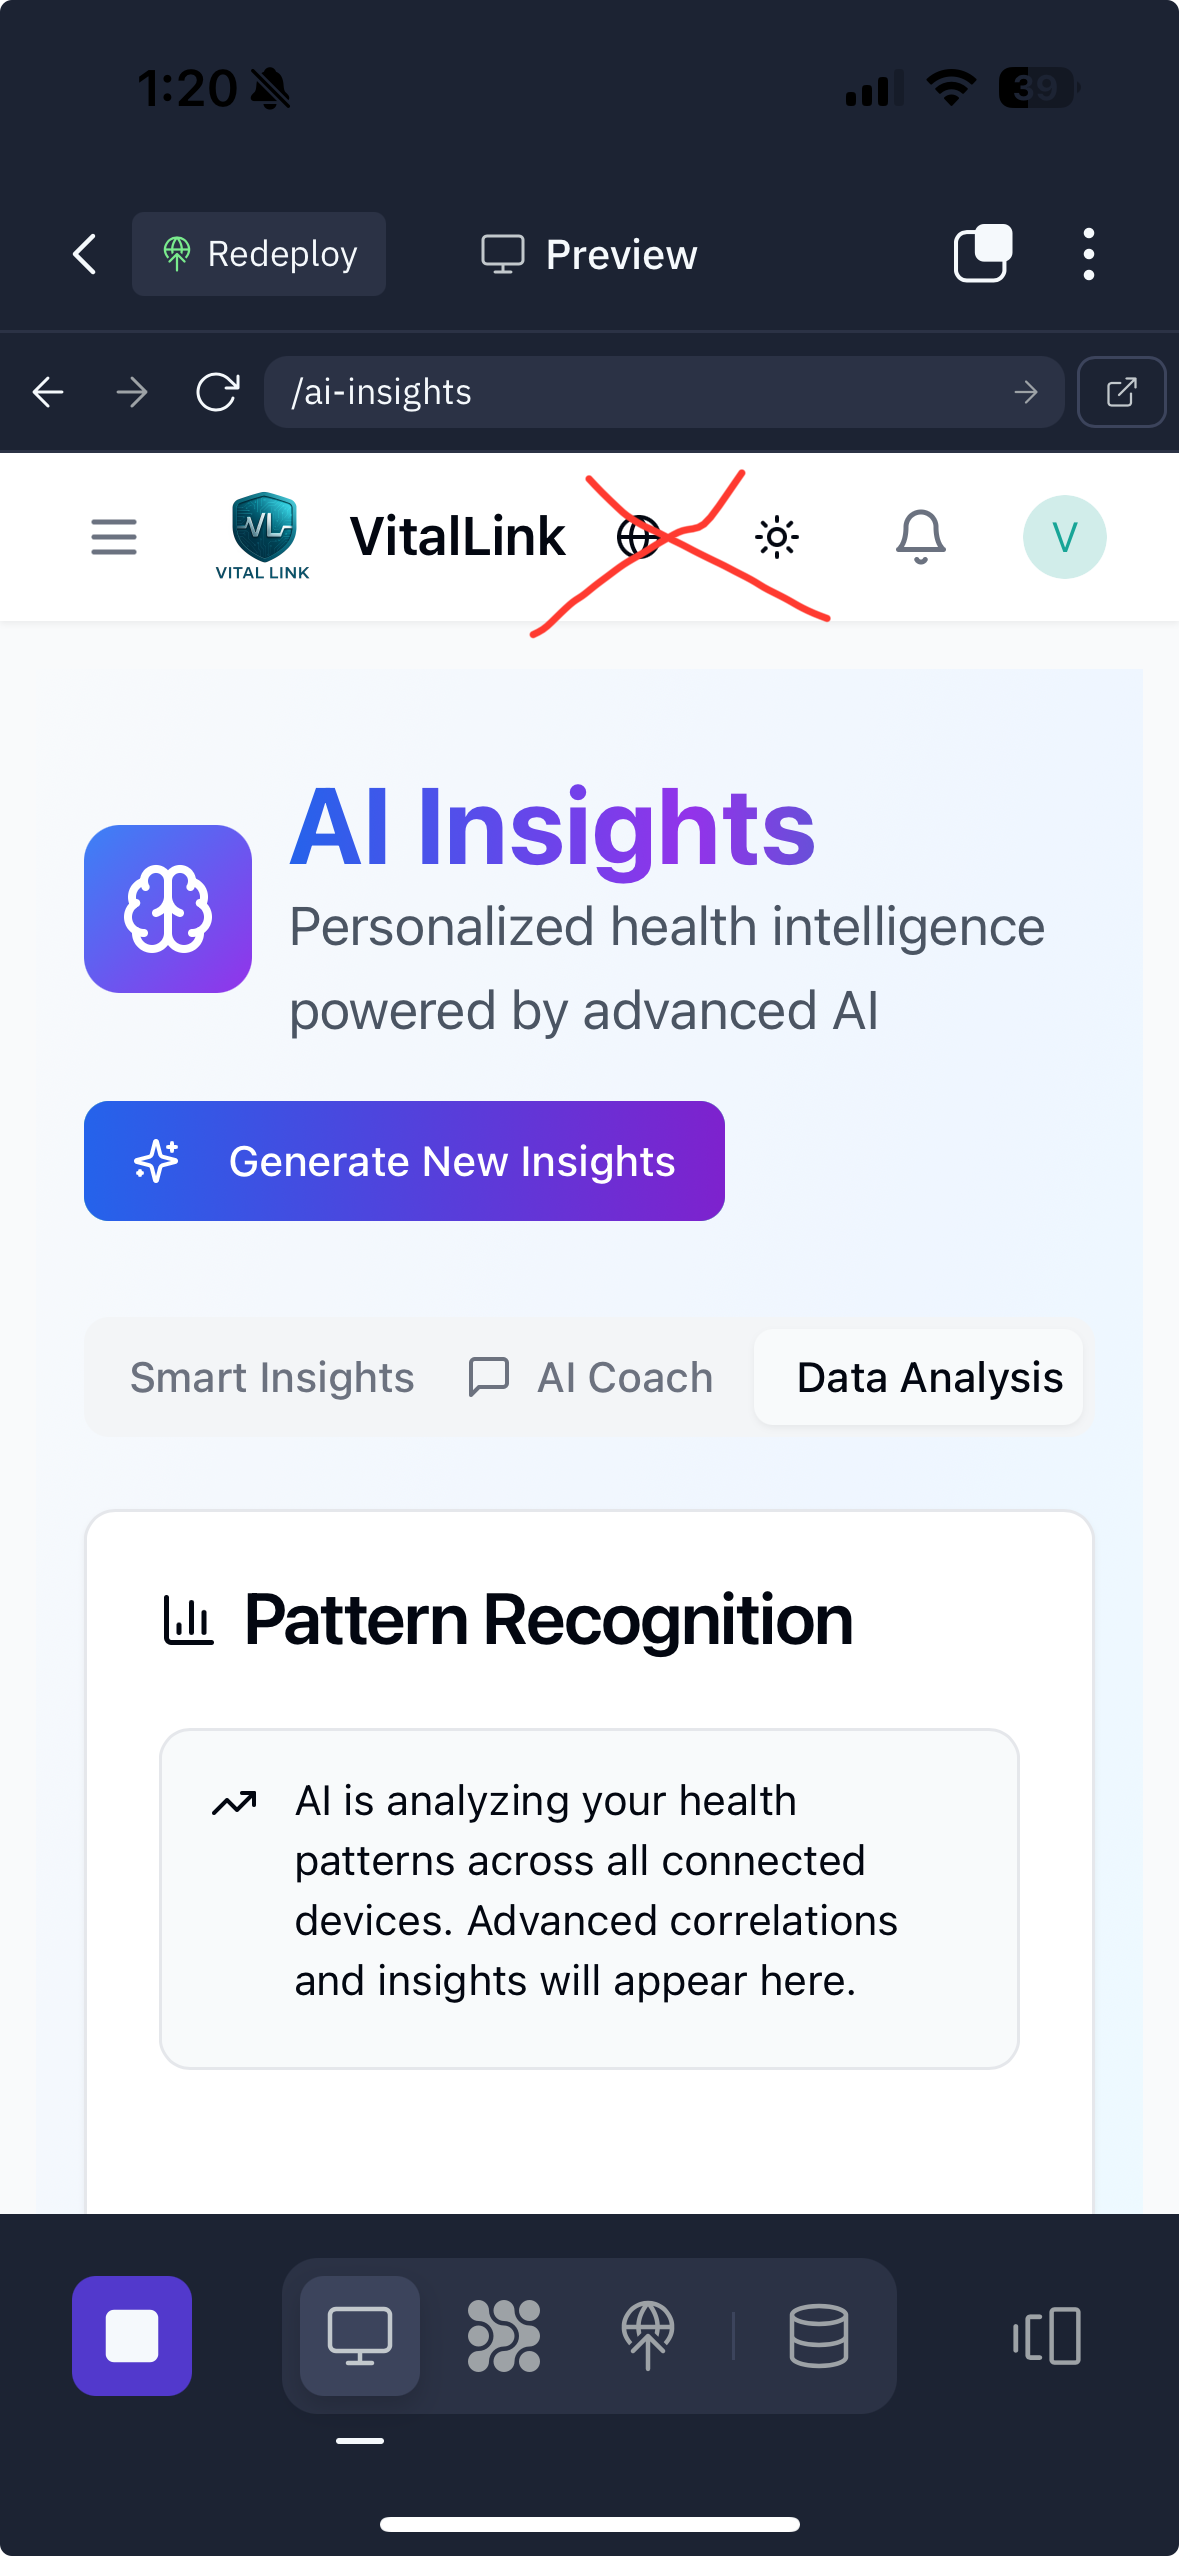 1:20
39
Redeploy
Preview
/ai-insights
VL
VITAL LINK
VitalLink
V
AI Insights
Personalized health intelligence
powered by advanced AI
Generate New Insights
Smart Insights
AI Coach
Data Analysis
Pattern Recognition
AI is analyzing your health
patterns across all connected
devices. Advanced correlations
and insights will appear here.